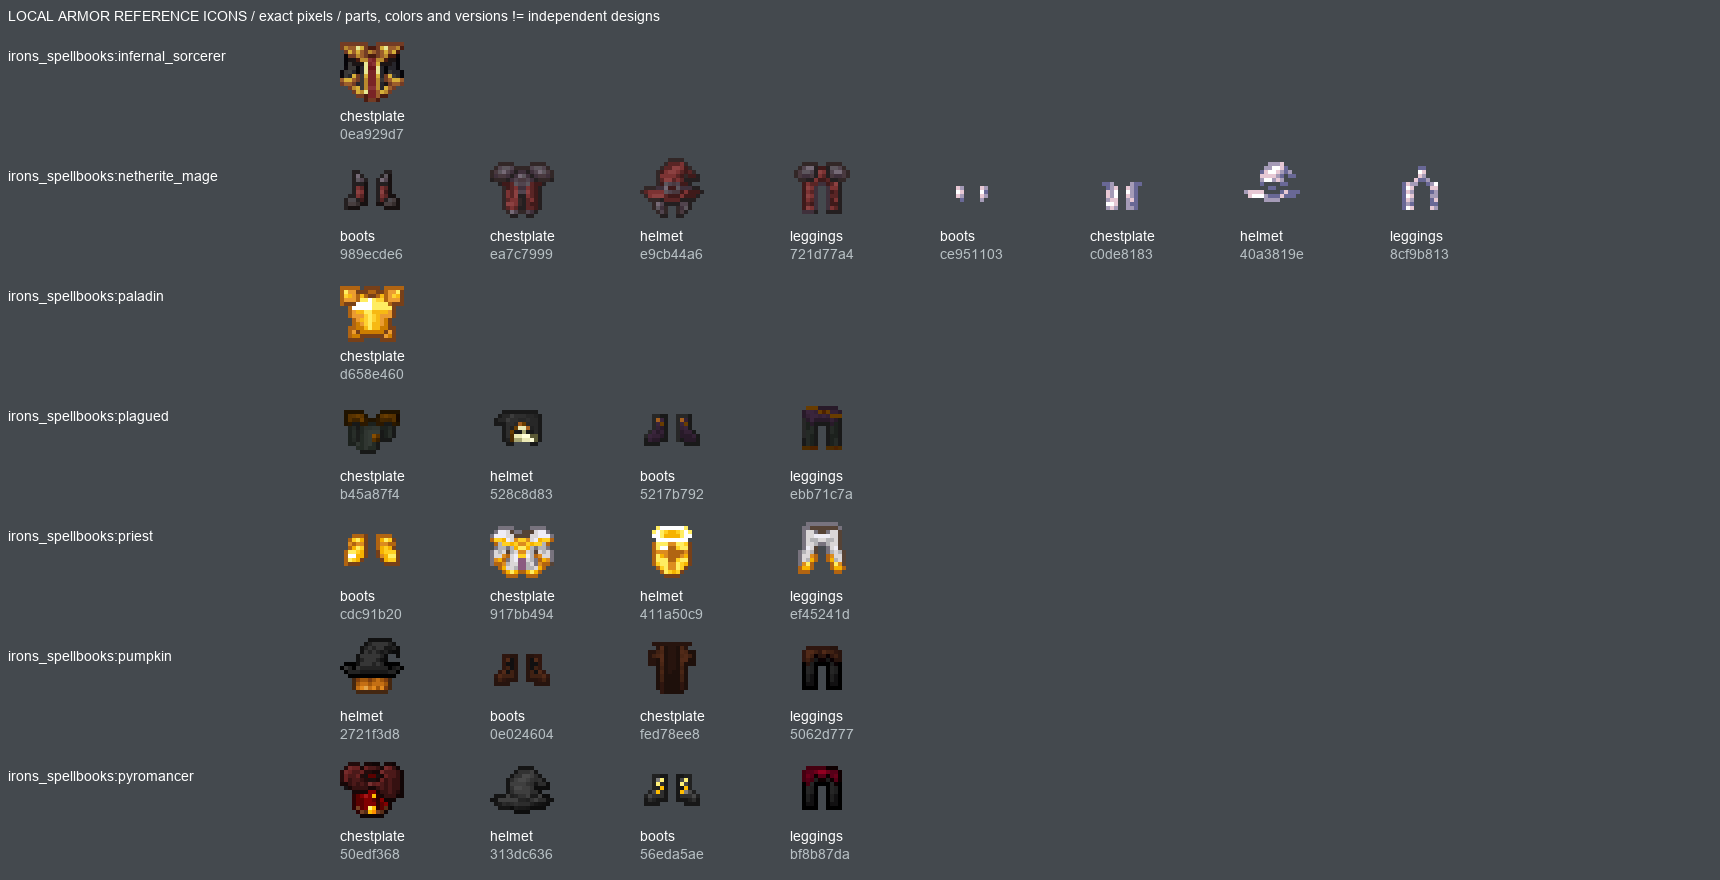 LOCAL ARMOR REFERENCE ICONS / exact pixels / parts, colors and versions != independent designs
irons_spellbooks:infernal_sorcerer
chestplate
0ea929d7
irons_spellbooks:netherite_mage
boots chestplate helmet leggings boots chestplate helmet leggings
989ecde6 ea7c7999 e9cb44a6 721d77a4 ce951103 c0de8183 40a3819e 8cf9b813
irons_spellbooks:paladin
chestplate
d658e460
irons_spellbooks:plagued
chestplate helmet boots leggings
b45a87f4 528c8d83 5217b792 ebb71c7a
irons_spellbooks:priest
boots chestplate helmet leggings
cdc91b20 917bb494 411a50c9 ef45241d
irons_spellbooks:pumpkin
helmet boots chestplate leggings
2721f3d8 0e024604 fed78ee8 5062d777
irons_spellbooks:pyromancer
chestplate helmet boots leggings
50edf368 313dc636 56eda5ae bf8b87da